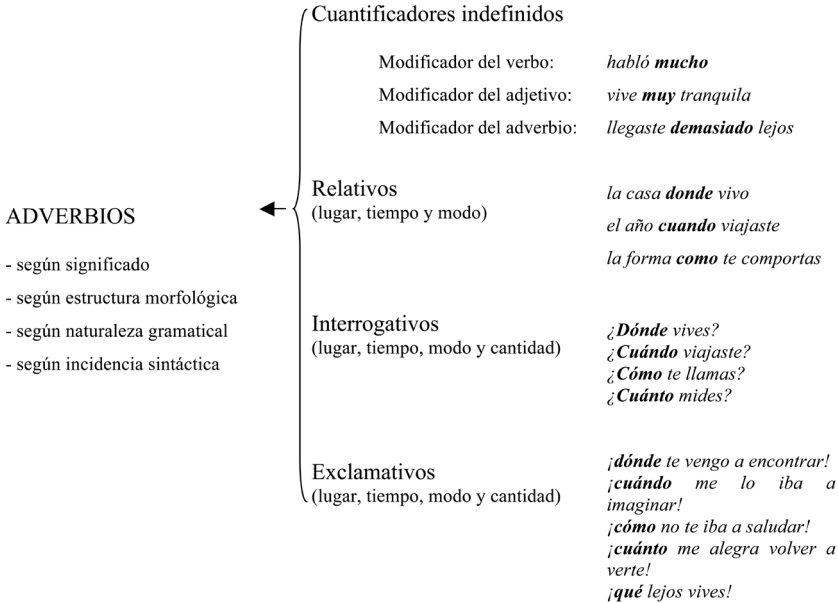 Cuantificadores indefinidos
Modificador del verbo: habló mucho
Modificador del adjetivo: vive muy tranquila
Modificador del adverbio: llegaste demasiado lejos
ADVERBIOS
- según significado
- según estructura morfológica
- según naturaleza gramatical
- según incidencia sintáctica
Relativos
(lugar, tiempo y modo)
la casa donde vivo
el año cuando viajaste
la forma como te comportas
Interrogativos
(lugar, tiempo, modo y cantidad)
¿Dónde vives?
¿Cuándo viajaste?
¿Cómo te llamas?
¿Cuánto mides?
Exclamativos
(lugar, tiempo, modo y cantidad)
¡dónde te vengo a encontrar!
¡cuándo me lo iba a
imaginar!
¡cómo no te iba a saludar!
¡cuánto me alegra volver a
verte!
¡qué lejos vives!